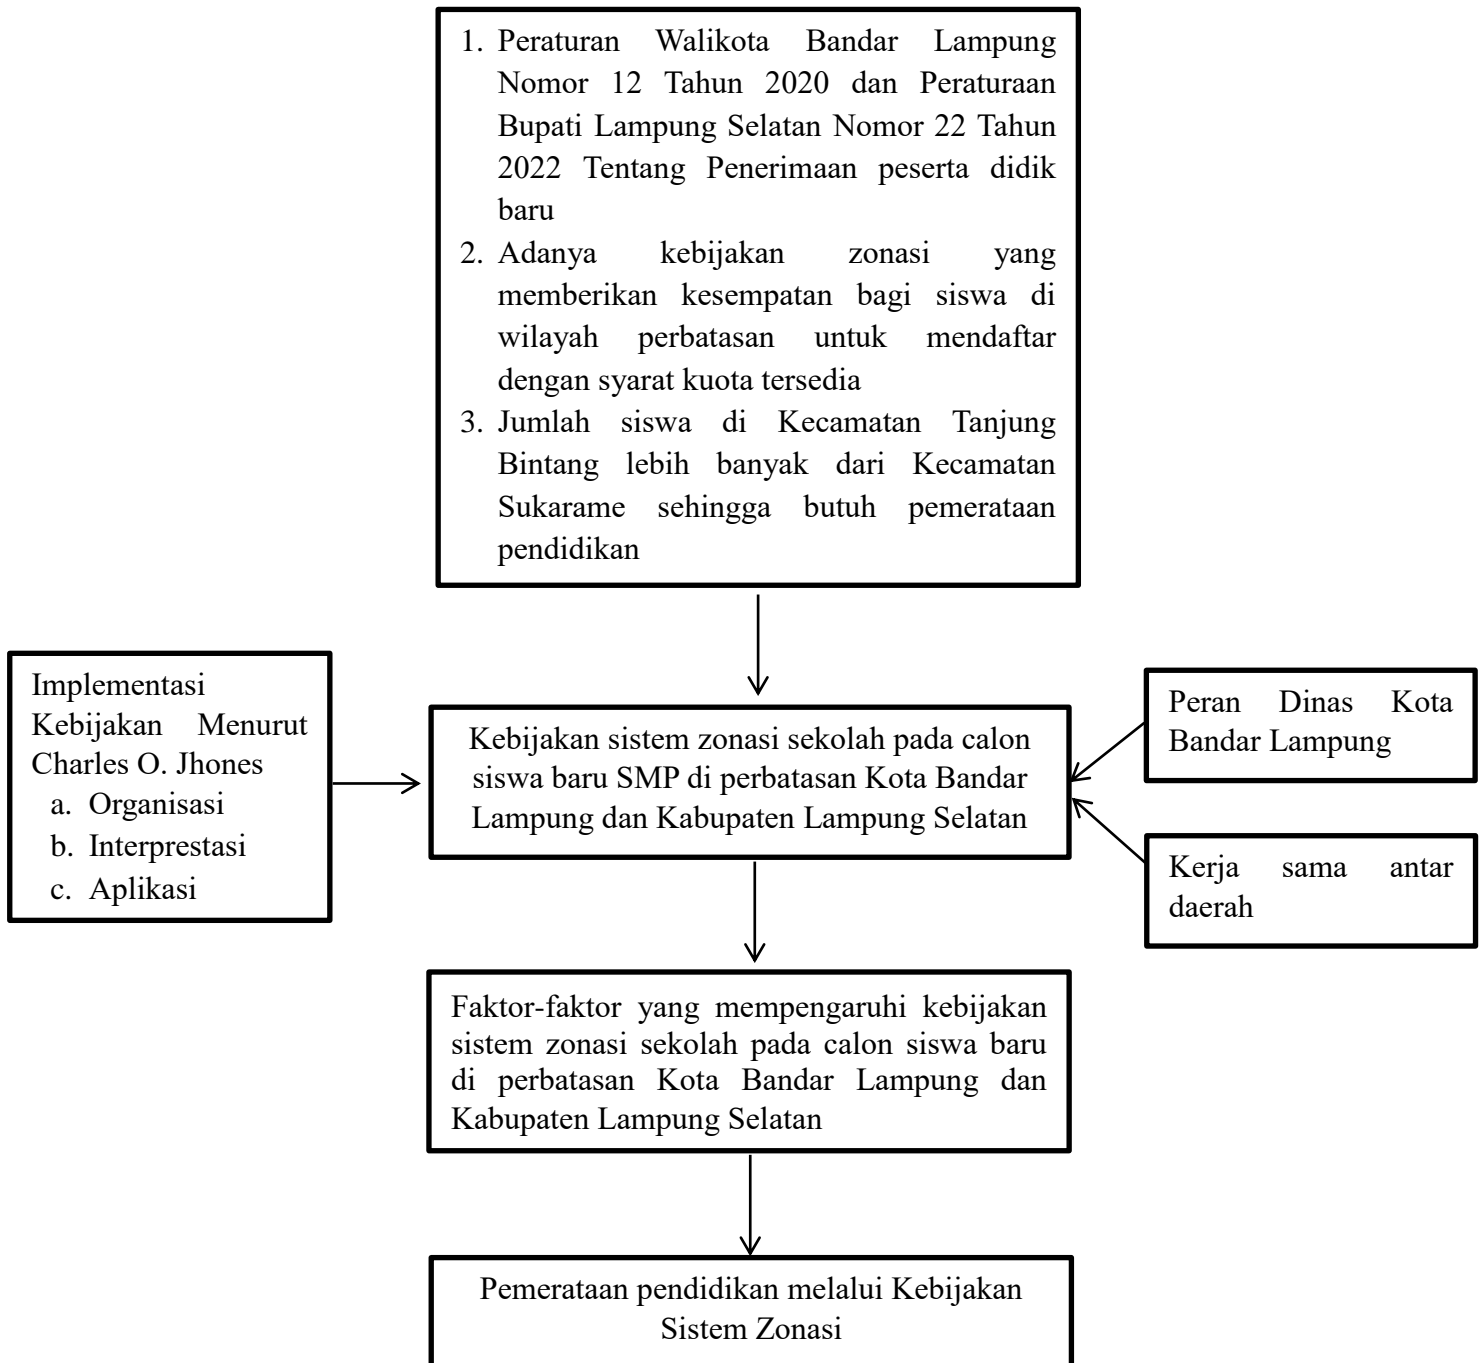 1. Peraturan Walikota Bandar Lampung
Nomor 12 Tahun 2020 dan Peraturaan
Bupati Lampung Selatan Nomor 22 Tahun
2022 Tentang Penerimaan peserta didik
baru
2. Adanya kebijakan zonasi yang
memberikan kesempatan bagi siswa di
wilayah perbatasan untuk mendaftar
dengan syarat kuota tersedia
3. Jumlah siswa di Kecamatan Tanjung
Bintang lebih banyak dari Kecamatan
Sukarame sehingga butuh pemerataan
pendidikan
Implementasi
Kebijakan Menurut
Charles O. Jhones
a. Organisasi
b. Interprestasi
c. Aplikasi
Kebijakan sistem zonasi sekolah pada calon
siswa baru SMP di perbatasan Kota Bandar
Lampung dan Kabupaten Lampung Selatan
Peran Dinas Kota
Bandar Lampung
Kerja sama antar
daerah
Faktor-faktor yang mempengaruhi kebijakan
sistem zonasi sekolah pada calon siswa baru
di perbatasan Kota Bandar Lampung dan
Kabupaten Lampung Selatan
Pemerataan pendidikan melalui Kebijakan
Sistem Zonasi